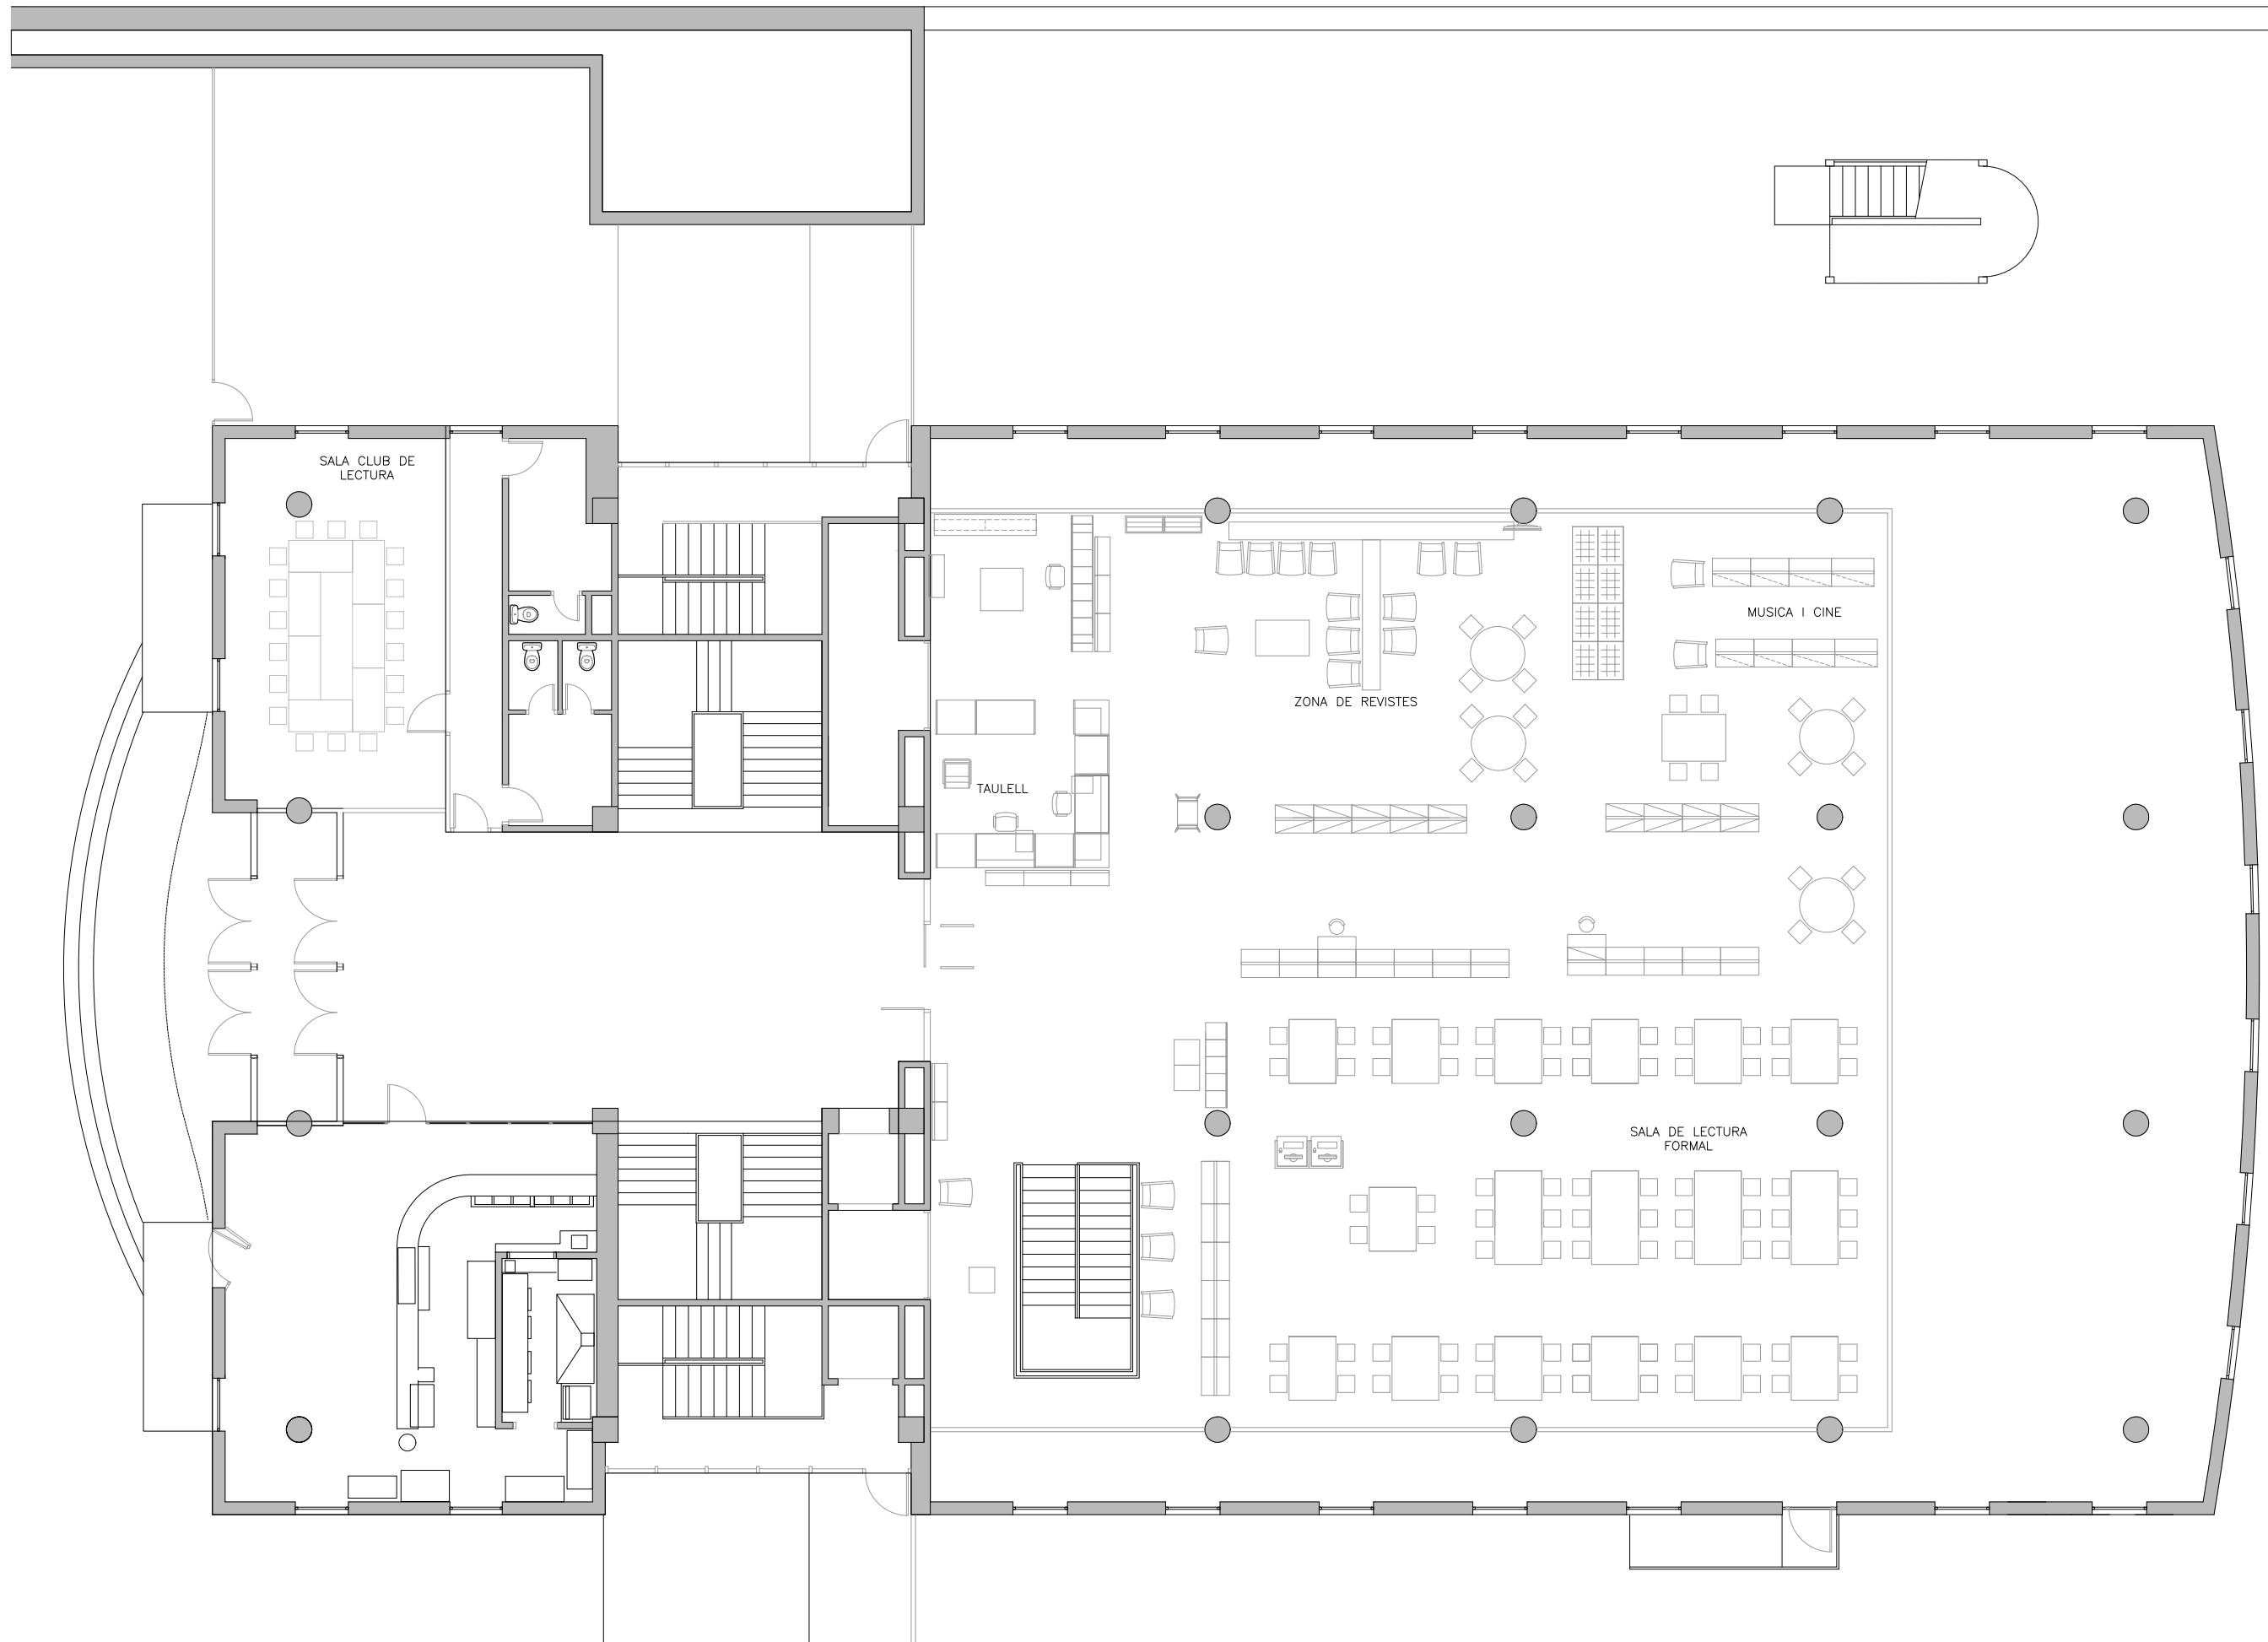 SALA CLUB DE
LECTURA
MUSICA I CINE
ZONA DE REVISTES
TAULELL
SALA DE LECTURA
FORMAL